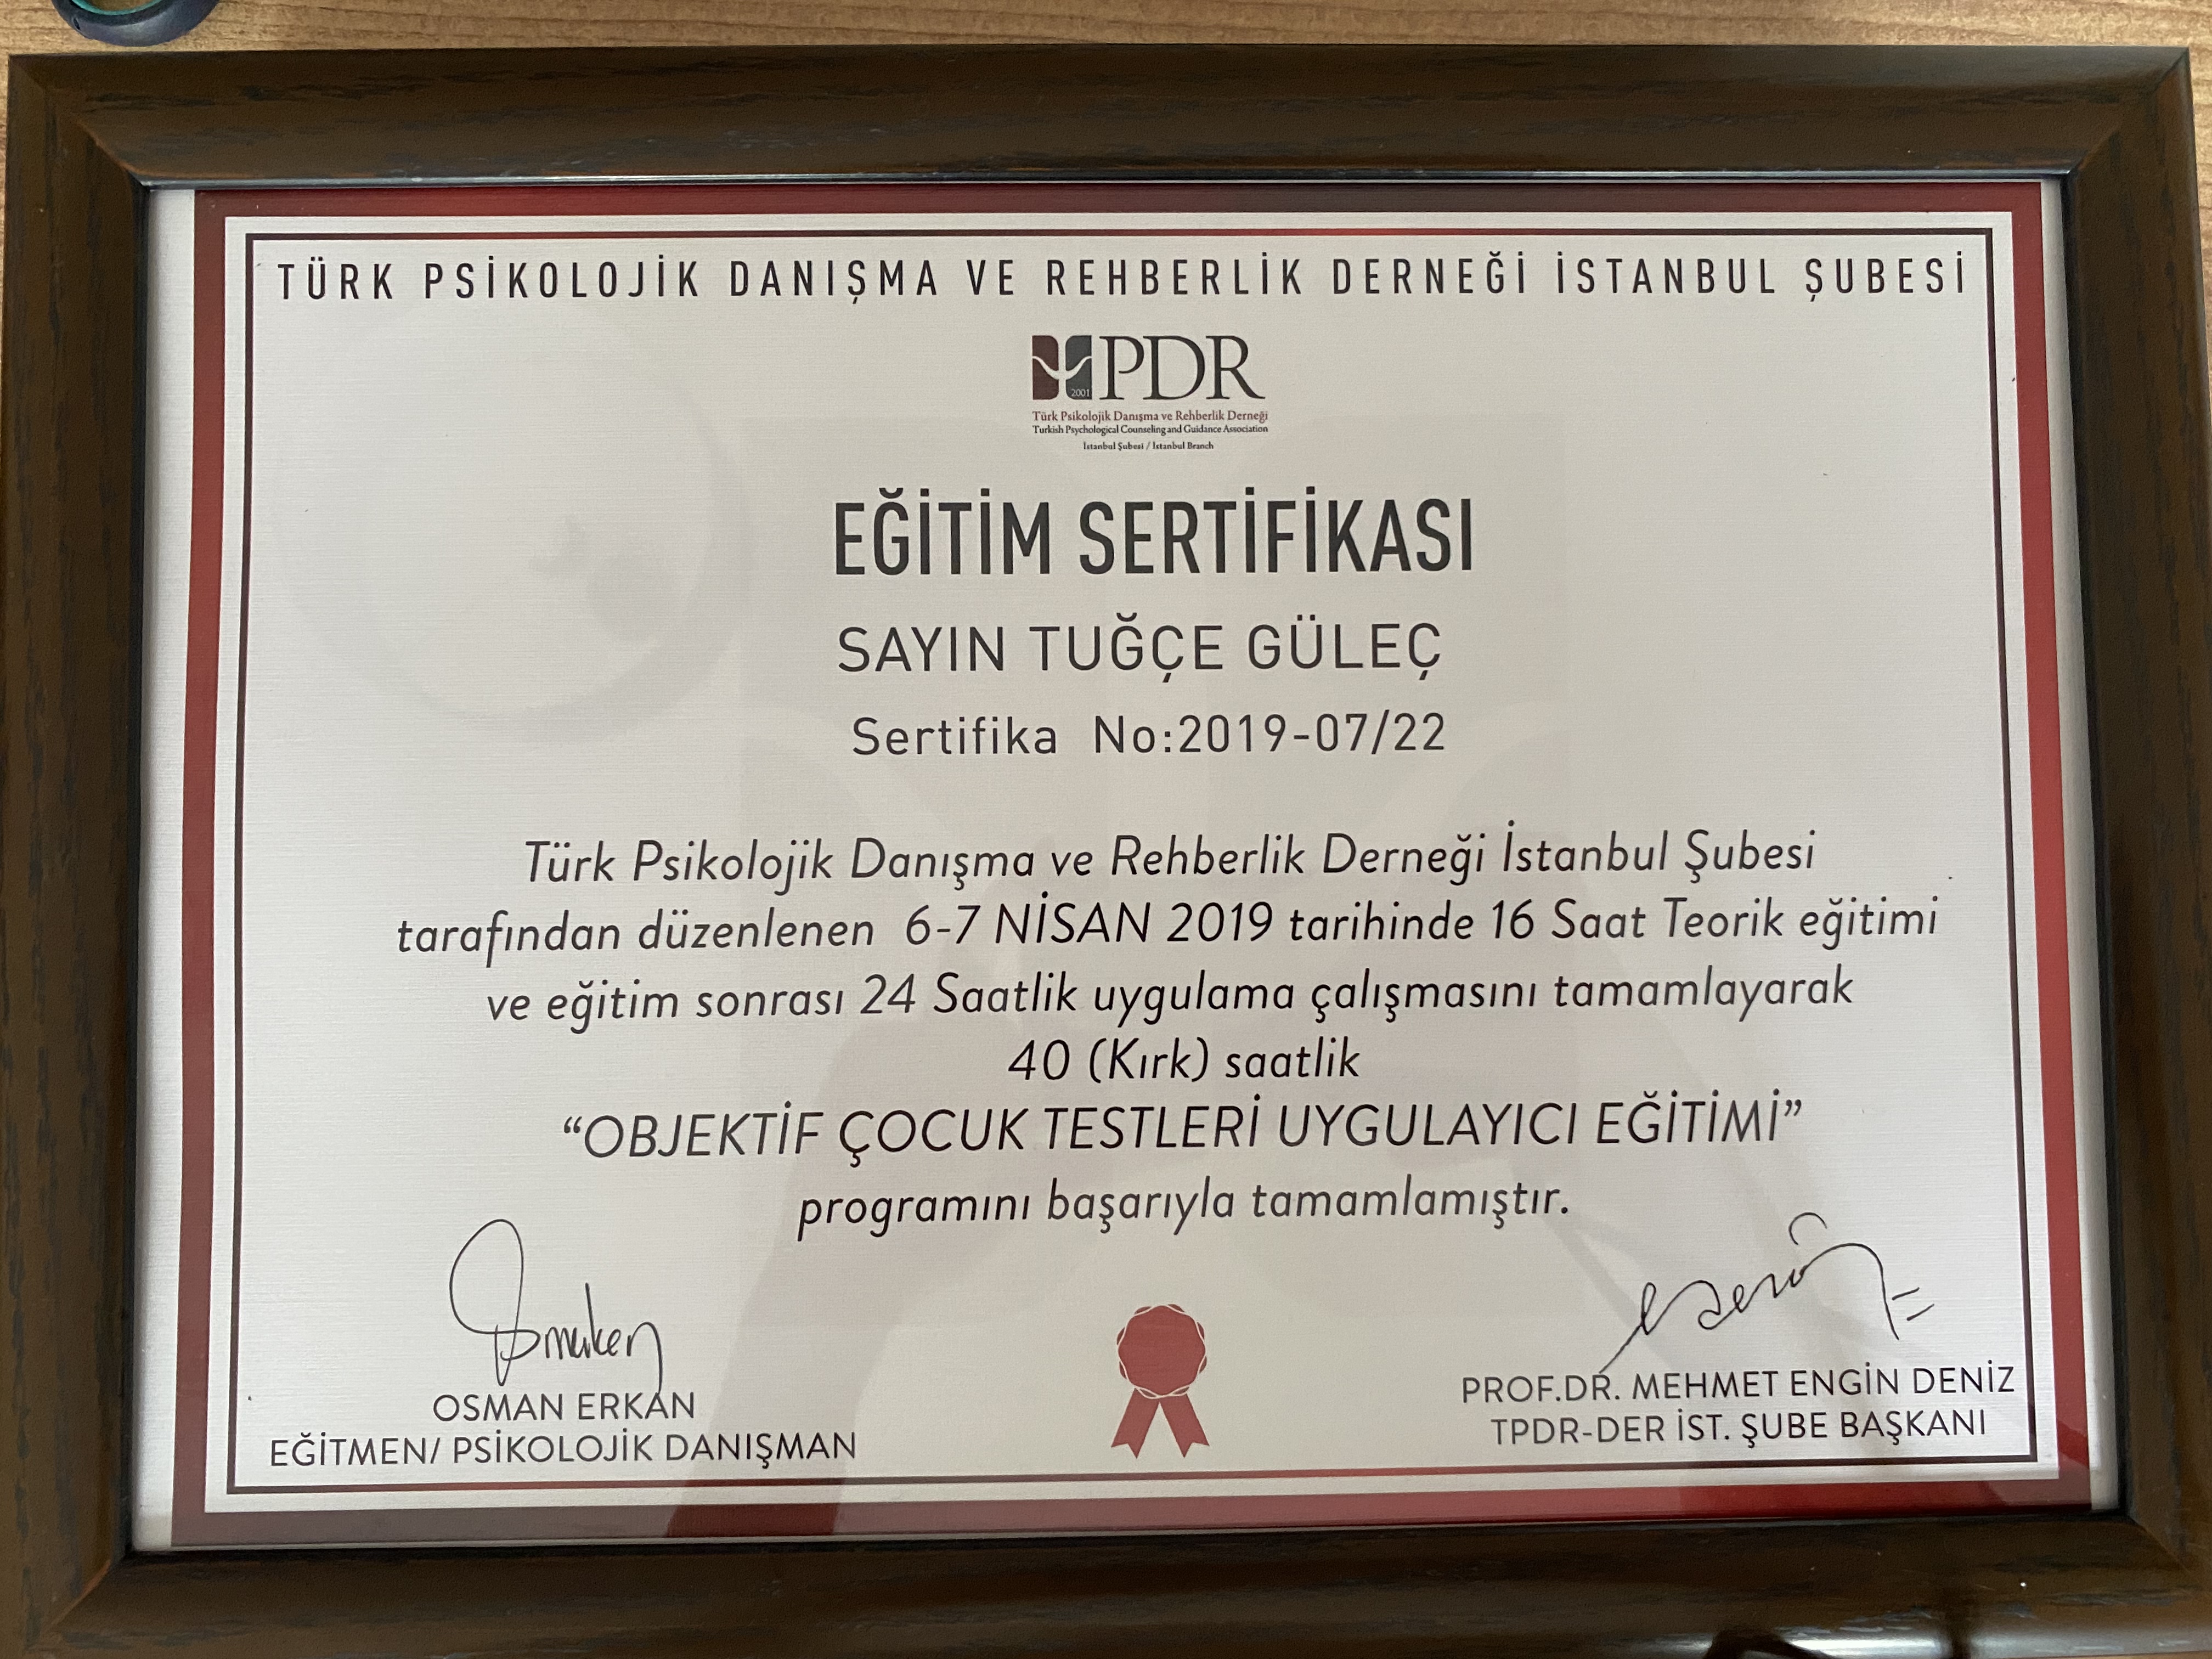 TÜRK PSİKOLOJİK DANIŞMA VE REHBERLİK DERNEĞİ İSTANBUL ŞUBESİ
2001
PDR
Türk Psikolojik Danışma ve Rehberlik Derneği
Turkish Psychological Counseling and Guidance Association
İstanbul Şubesi / İstanbul Branch
EĞİTİM SERTİFİKASI
SAYIN TUĞÇE GÜLEÇ
Sertifika No:2019-07/22
Türk Psikolojik Danışma ve Rehberlik Derneği İstanbul Şubesi
tarafından düzenlenen 6-7 NİSAN 2019 tarihinde 16 Saat Teorik eğitimi
ve eğitim sonrası 24 Saatlik uygulama çalışmasını tamamlayarak
40 (Kırk) saatlik
“OBJEKTİF ÇOCUK TESTLERİ UYGULAYICI EĞİTİMİ”
programını başarıyla tamamlamıştır.
OSMAN ERKAN
EĞİTMEN/ PSİKOLOJİK DANIŞMAN
PROF.DR. MEHMET ENGİN DENİZ
TPDR-DER İST. ŞUBE BAŞKANI